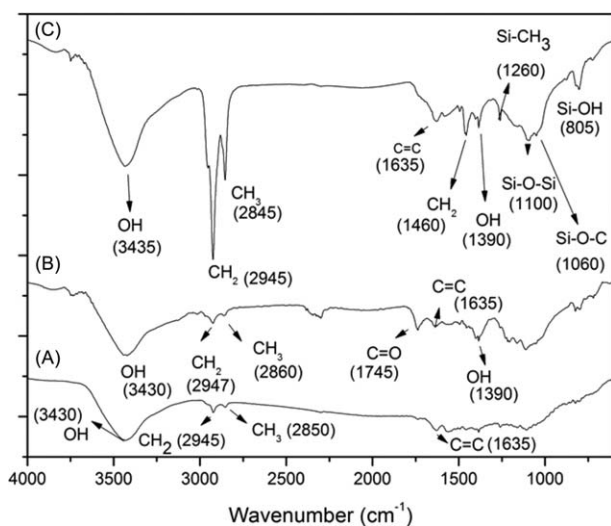 (C)
Si-CH3
(1260)
Si-OH
(805)
C=C
(1635)
Si-O-Si
(1100)
CH3
(2845)
OH
(3435)
CH2
(1460)
OH
(1390)
Si-O-C
(1060)
CH2 (2945)
(B)
C=C
(1635)
OH
(3430)
CH2
(2947)
CH3
(2860)
C=O
(1745)
OH
(1390)
(A)
(3430)
OH
CH2 (2945)
CH3 (2850)
C=C (1635)
4000 3500 3000 2500 2000 1500 1000
Wavenumber (cm-1)